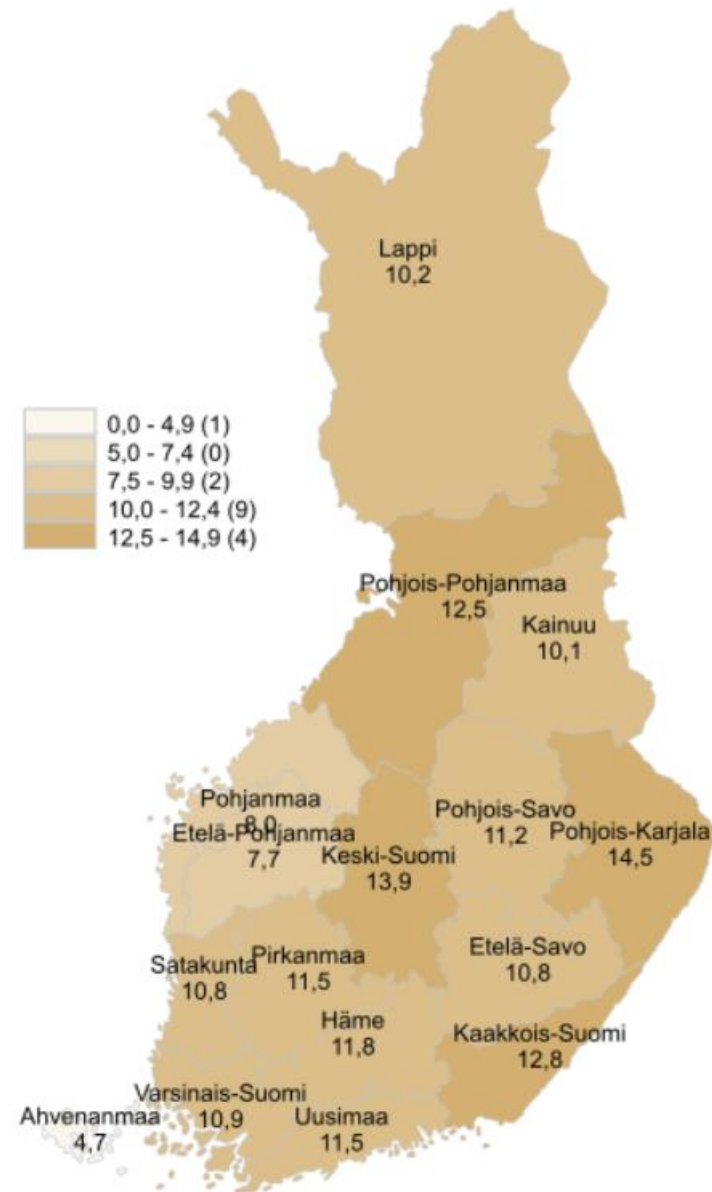 Lappi
10,2
0,0 - 4,9 (1)
5,0 - 7,4 (0)
7,5 - 9,9 (2)
10,0 - 12,4 (9)
12,5 - 14,9 (4)
Pohjois-Pohjanmaa
12,5
Kainuu
10,1
Pohjanmaa
8,0
Etelä-Pohjanmaa
7,7
Keski-Suomi
13,9
Pohjois-Savo
11,2
Pohjois-Karjala
14,5
Satakunta
10,8
Pirkanmaa
11,5
Etelä-Savo
10,8
Häme
11,8
Kaakkois-Suomi
12,8
Ahvenanmaa
4,7
Varsinais-Suomi
10,9
Uusimaa
11,5